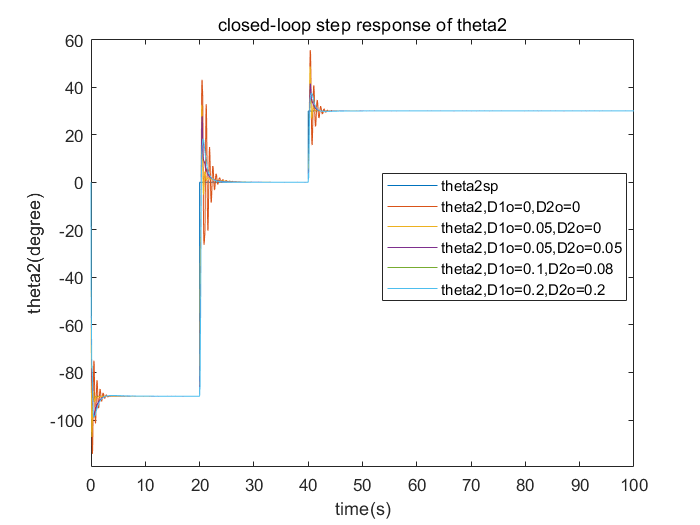 closed-loop step response of theta2
60
40
20
0
-20
-40
-60
-80
-100
theta2(degree)
theta2sp
theta2,D1o=0,D2o=0
theta2,D1o=0.05,D2o=0
theta2,D1o=0.05,D2o=0.05
theta2,D1o=0.1,D2o=0.08
theta2,D1o=0.2,D2o=0.2
0 10 20 30 40 50 60 70 80 90 100
time(s)